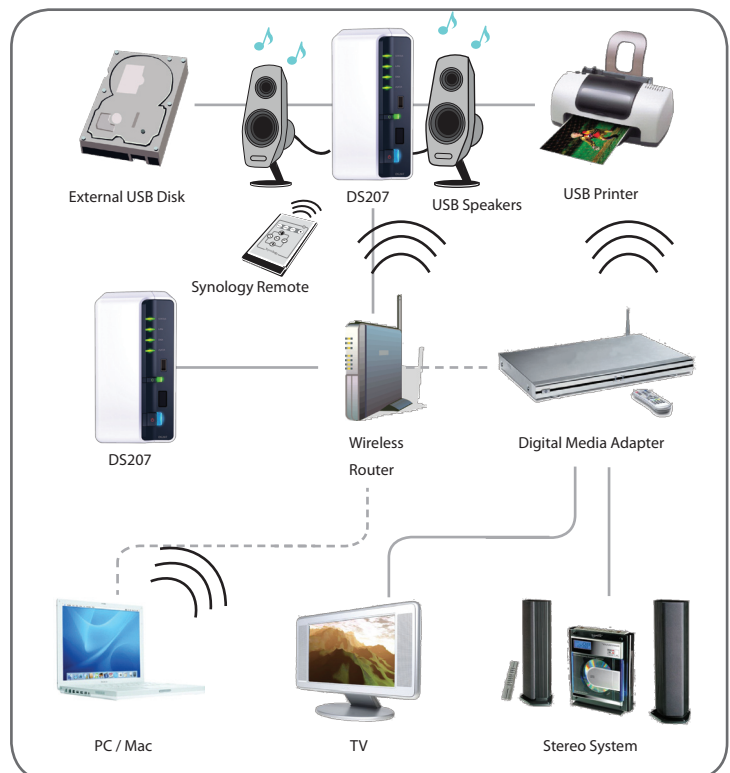 External USB Disk
DS207
USB Speakers
USB Printer
Synology Remote
DS207
Wireless
Router
Digital Media Adapter
PC / Mac
TV
Stereo System